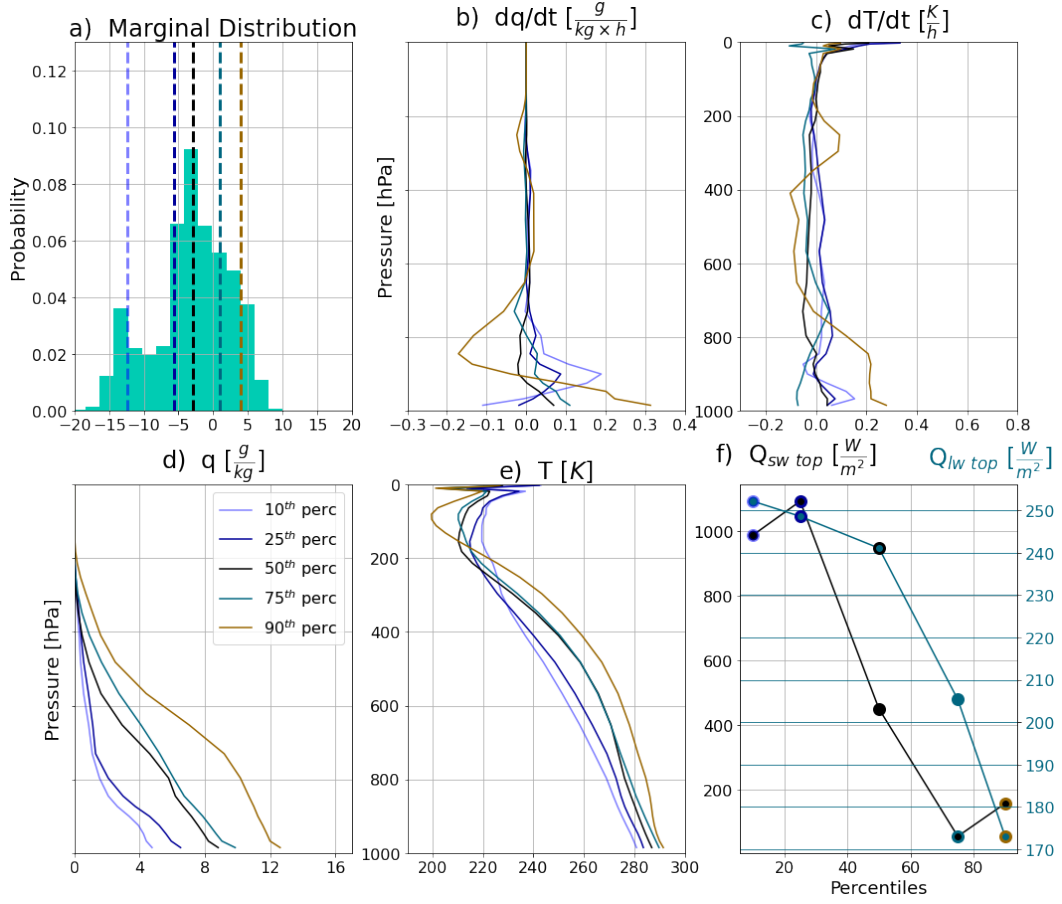 a) Marginal Distribution
b) dq/dt [g/kg × h]
c) dT/dt [K/h]
Probability
0.12
0.10
0.08
0.06
0.04
0.02
0.00
−20 −15 −10 −5 0 5 10 15 20
Pressure [hPa]
−0.3 −0.2 −0.1 0.0 0.1 0.2 0.3 0.4
0
200
400
600
800
1000
−0.2 0.0 0.2 0.4 0.6 0.8
d) q [g/kg]
e) T [K]
f) Q sw top [W/m²] Q lw top [W/m²]
Pressure [hPa]
10th perc
25th perc
50th perc
75th perc
90th perc
0 4 8 12 16
0
200
400
600
800
1000
200 220 240 260 280 300
1000
800
600
400
200
250
240
230
220
210
200
190
180
170
20 40 60 80
Percentiles